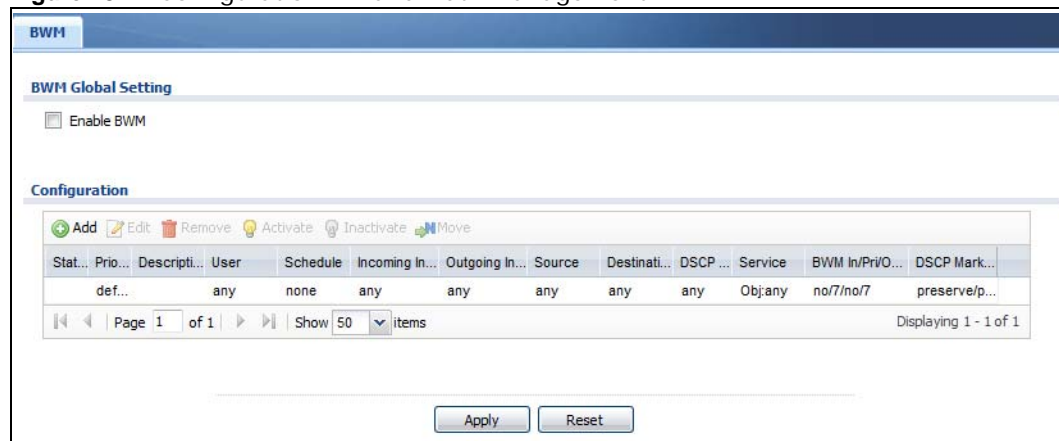 BWM
BWM Global Setting
Enable BWM
Configuration
Add Edit Remove Activate Inactivate Move
Stat... Prio... Descripti... User Schedule Incoming In... Outgoing In... Source Destinati... DSCP ... Service BWM In/Pri/O... DSCP Mark...
def... any none any any any any any Obj:any no/7/no/7 preserve/p...
Page 1 of 1 Show 50 items Displaying 1 - 1 of 1
Apply Reset